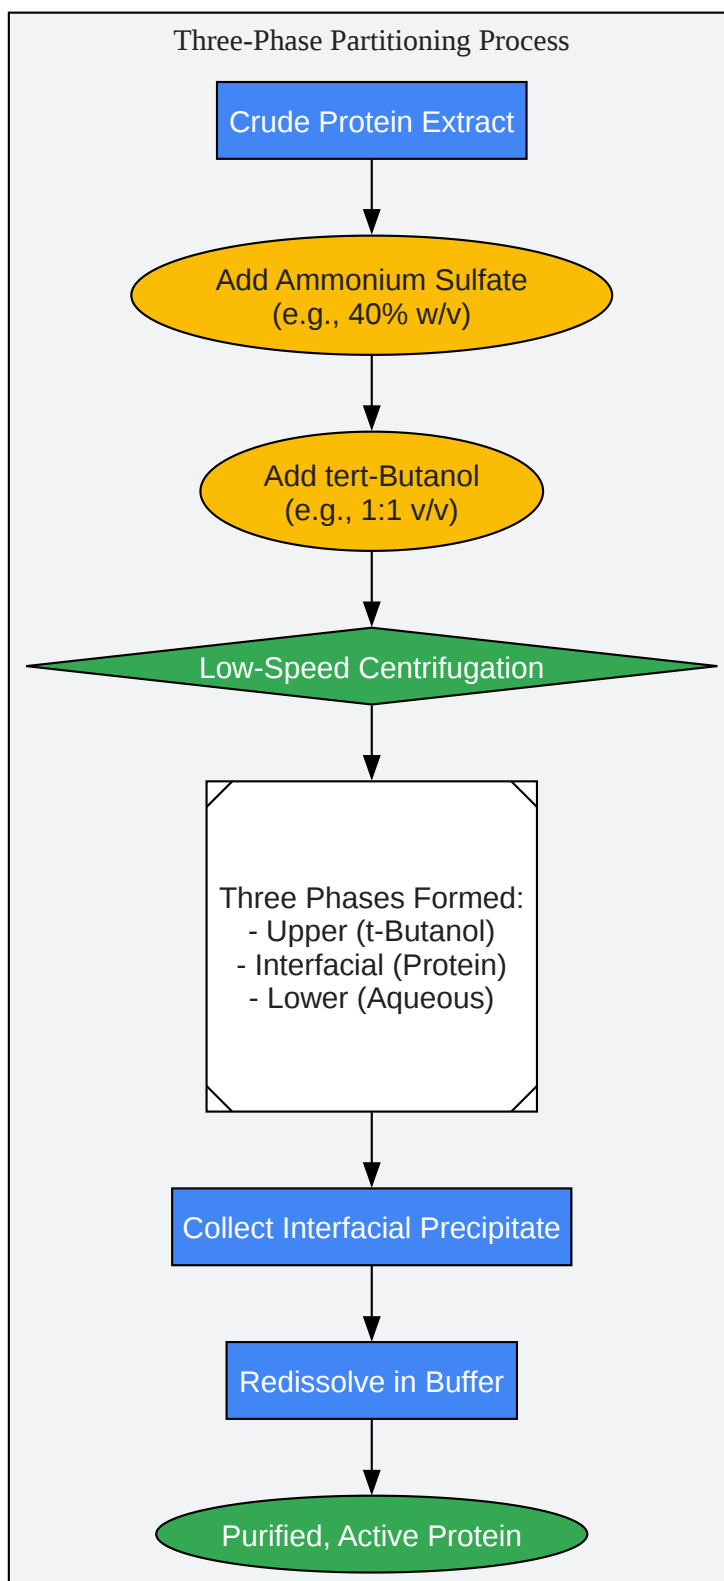 Three-Phase Partitioning Process
Crude Protein Extract
Add Ammonium Sulfate
(e.g., 40% w/v)
Add tert-Butanol
(e.g., 1:1 v/v)
Low-Speed Centrifugation
Three Phases Formed:
- Upper (t-Butanol)
- Interfacial (Protein)
- Lower (Aqueous)
Collect Interfacial Precipitate
Redissolve in Buffer
Purified, Active Protein